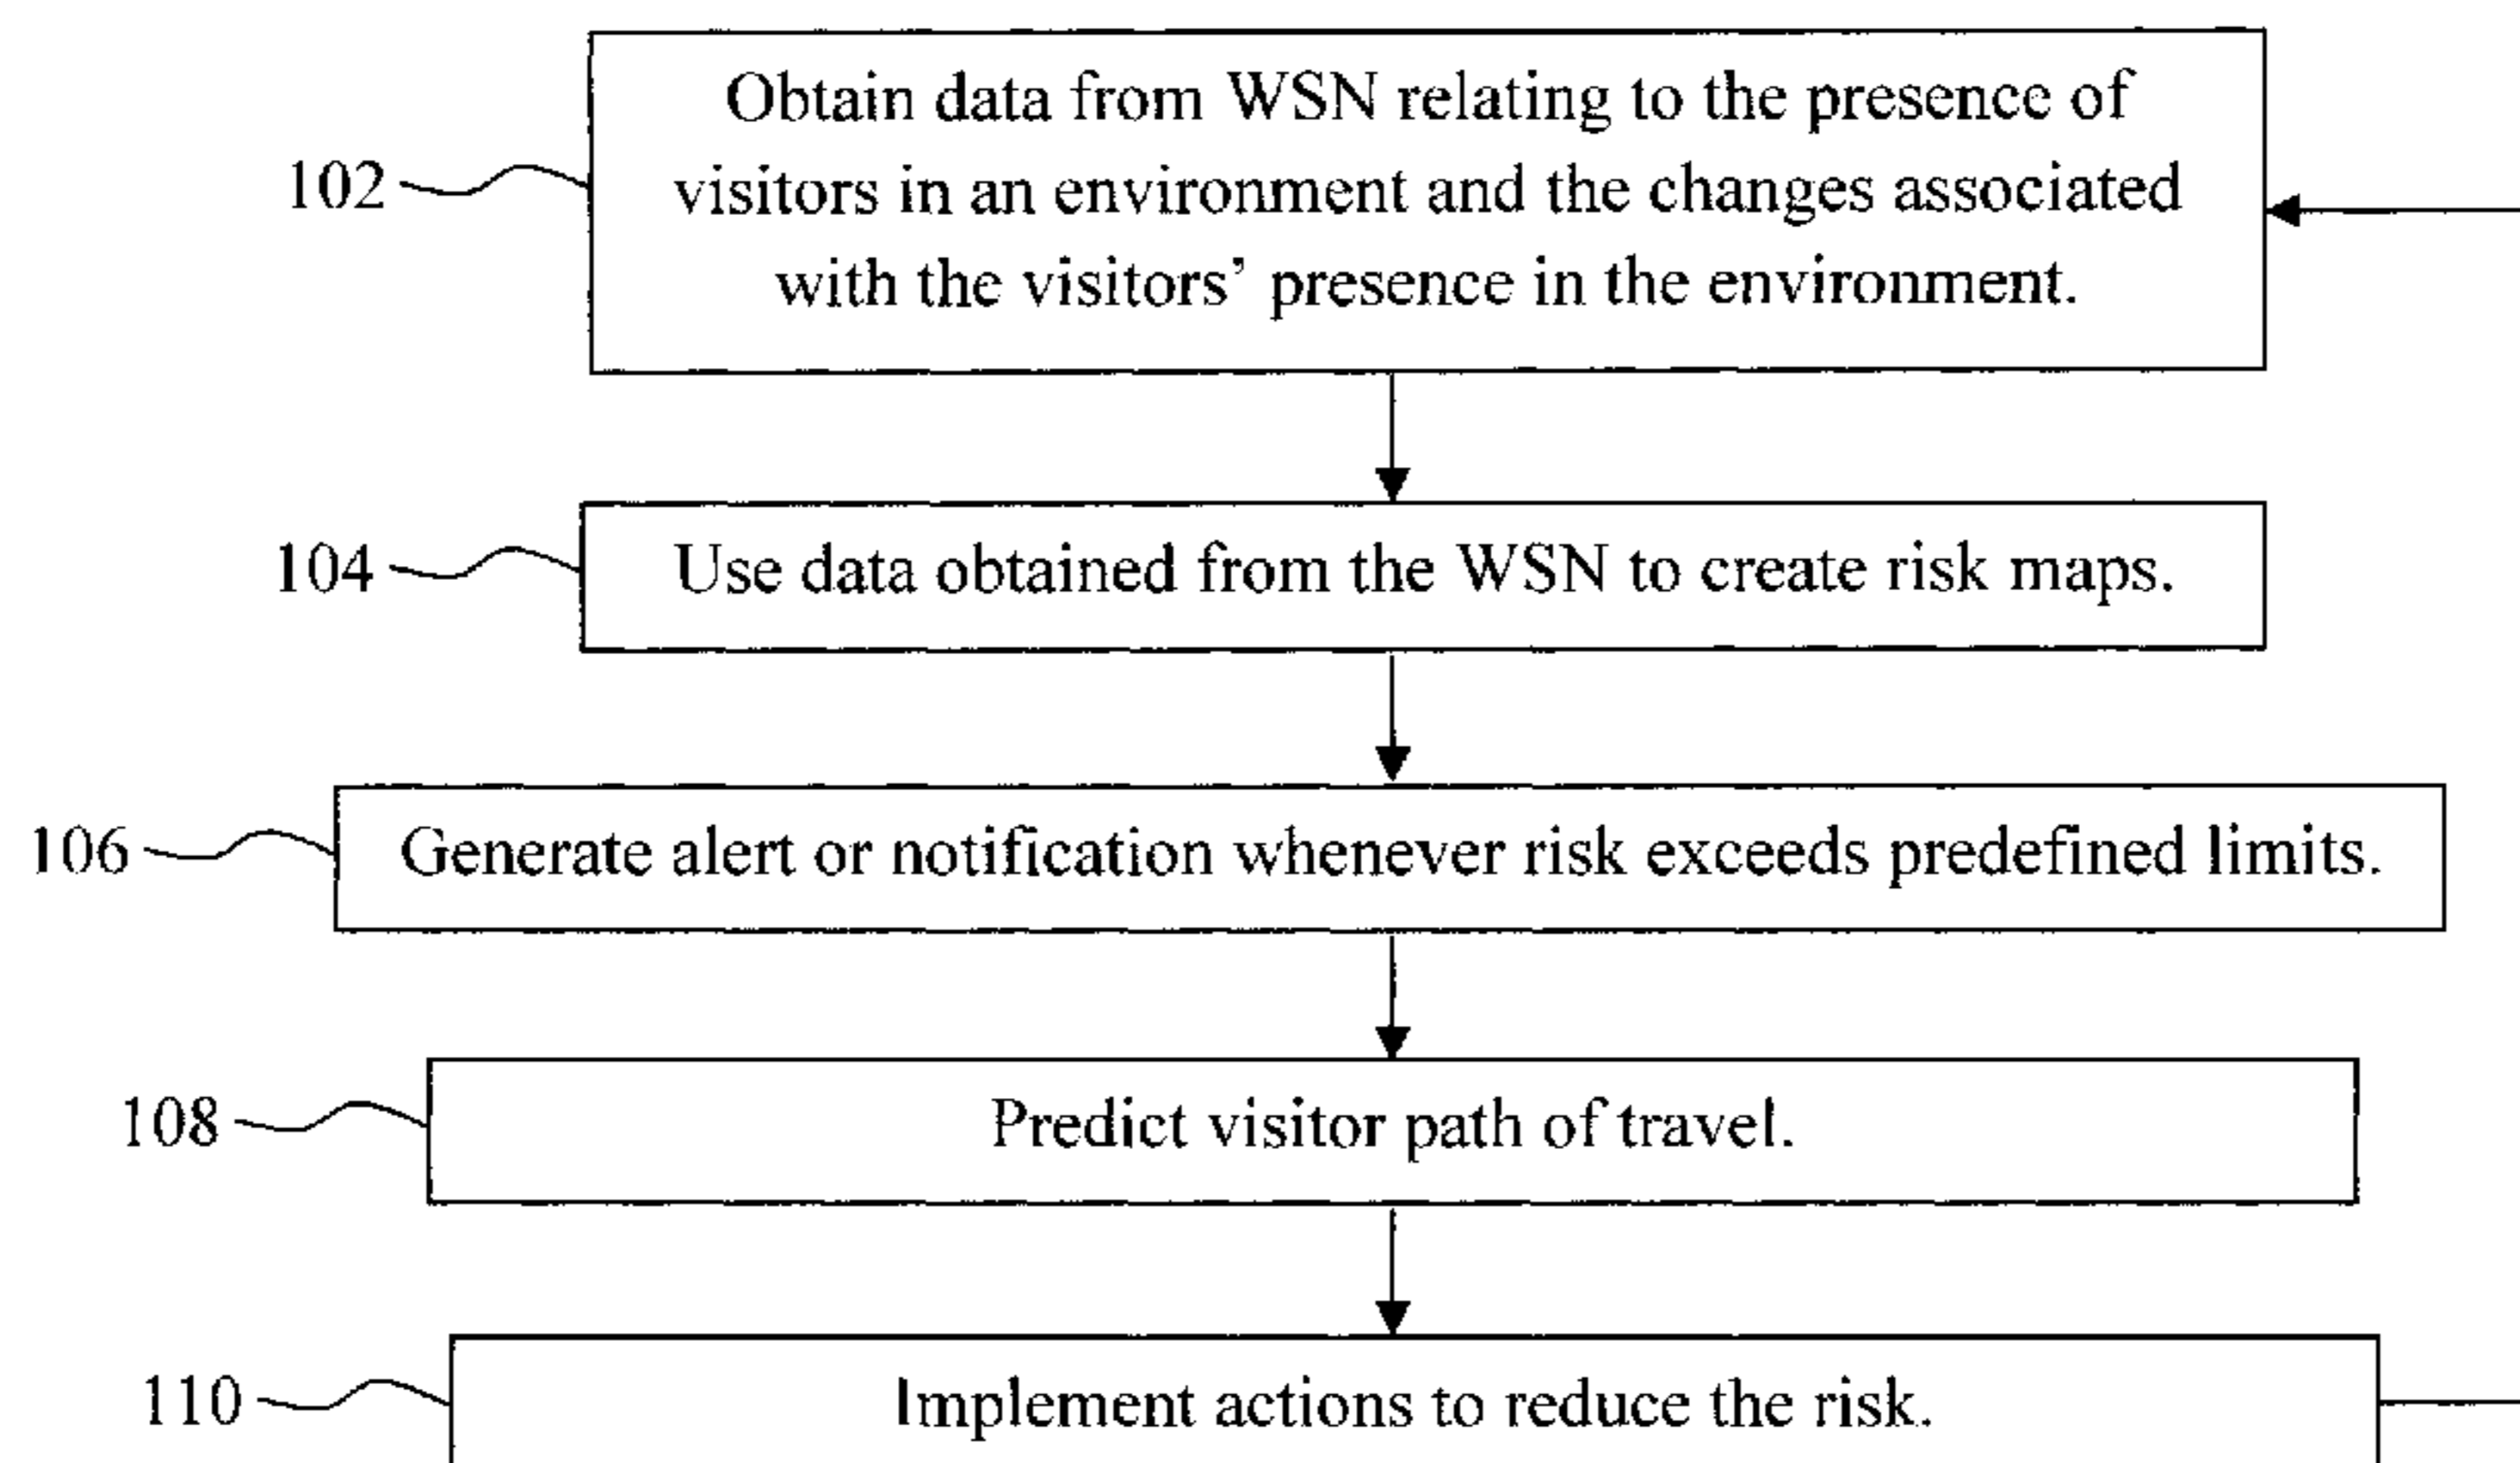 Obtain data from WSN relating to the presence of
102
visitors in an environment and the changes associated
with the visitors’ presence in the environment.
104
Use data obtained from the WSN to create risk maps.
106
Generate alert or notification whenever risk exceeds predefined limits.
108
Predict visitor path of travel.
110
Implement actions to reduce the risk.